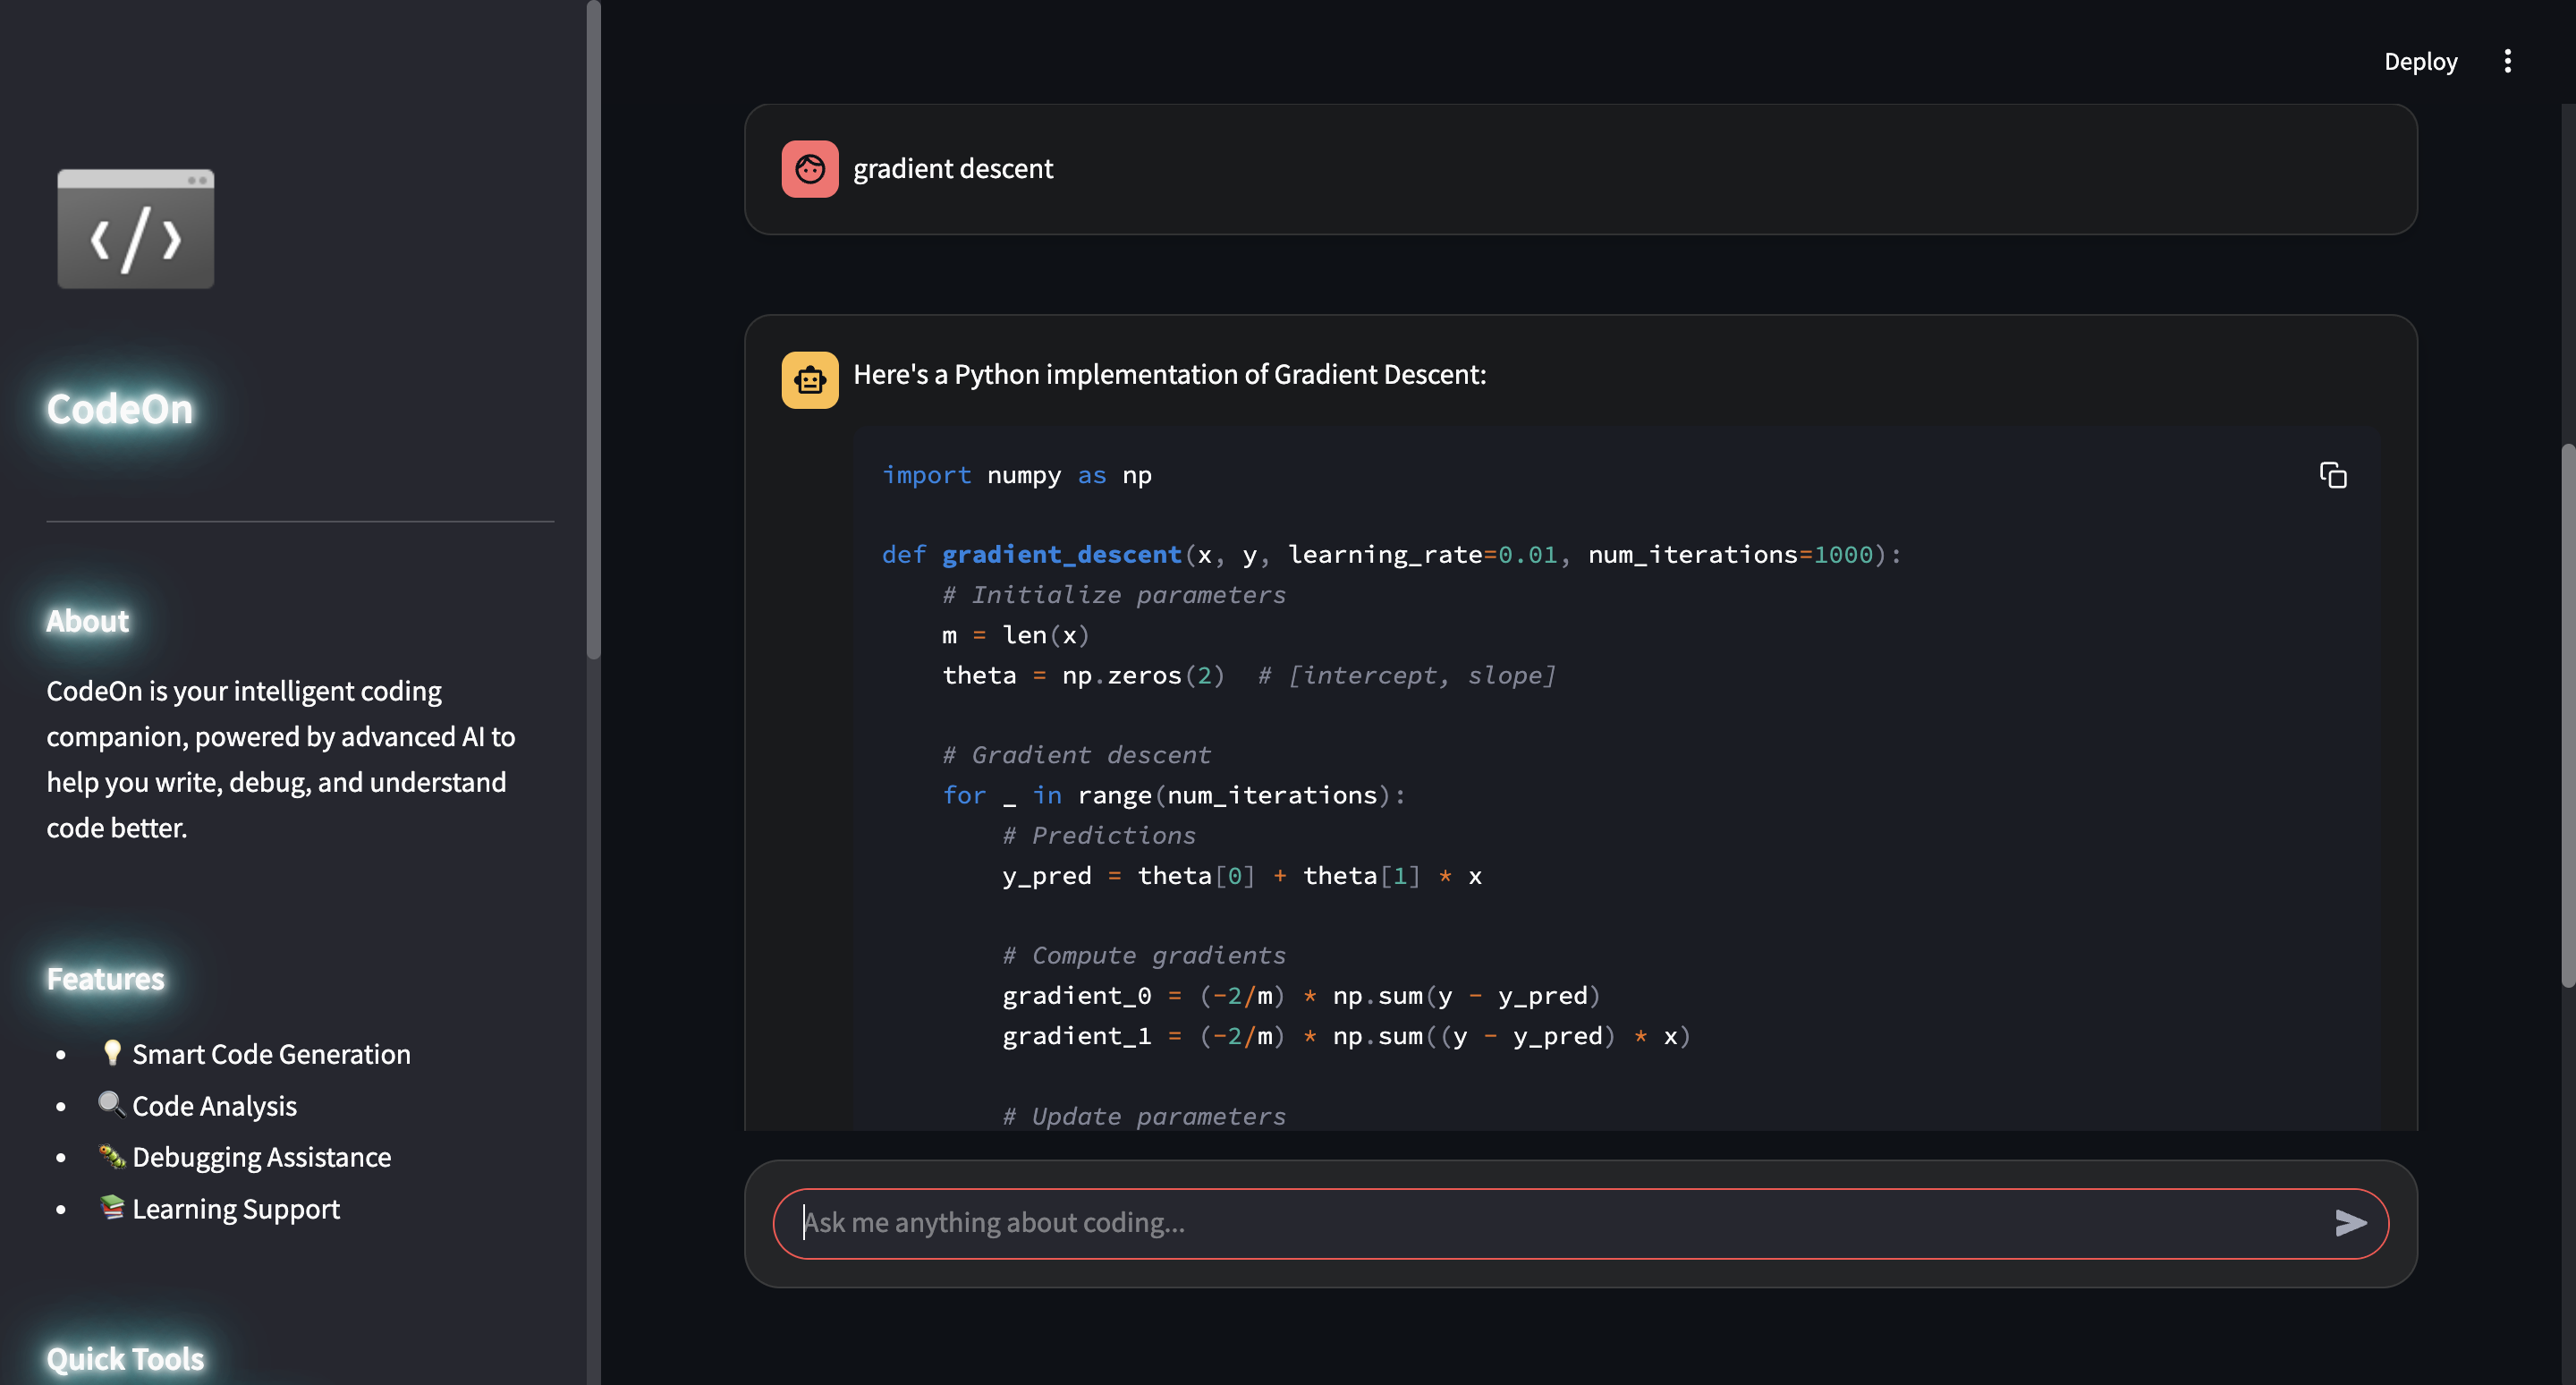 Deploy
</>
CodeOn
About
CodeOn is your intelligent coding
companion, powered by advanced AI to
help you write, debug, and understand
code better.
Features
• 💡 Smart Code Generation
• 🔍 Code Analysis
• 🐛 Debugging Assistance
• 📚 Learning Support
Quick Tools
gradient descent
Here's a Python implementation of Gradient Descent:
import numpy as np
def gradient_descent(x, y, learning_rate=0.01, num_iterations=1000):
    # Initialize parameters
    m = len(x)
    theta = np.zeros(2)  # [intercept, slope]
    # Gradient descent
    for _ in range(num_iterations):
        # Predictions
        y_pred = theta[0] + theta[1] * x
        # Compute gradients
        gradient_0 = (-2/m) * np.sum(y - y_pred)
        gradient_1 = (-2/m) * np.sum((y - y_pred) * x)
        # Update parameters
Ask me anything about coding...